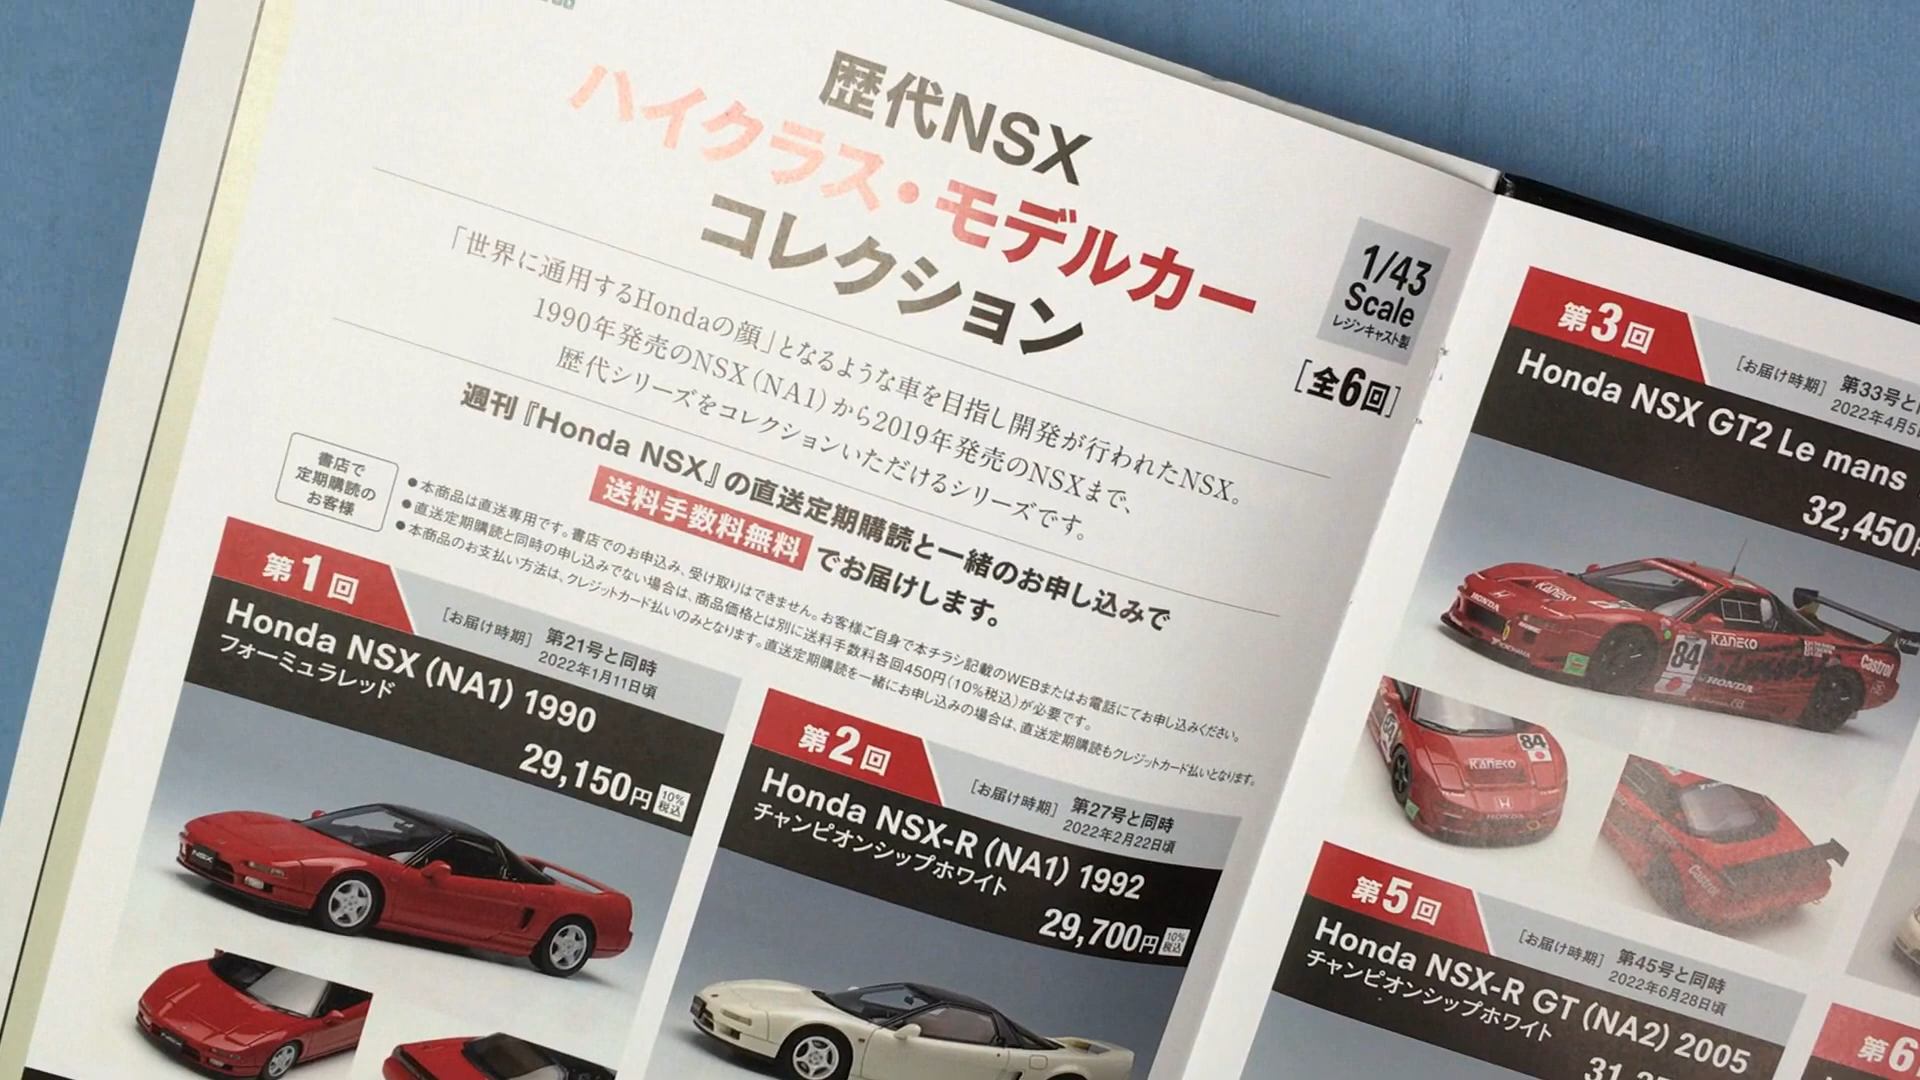 歴代NSX
ハイクラス・モデルカー
コレクション
1/43
Scale
レジンキャスト製
[全6回]
「世界に通用するHondaの顔」となるような車を目指し開発が行われたNSX。
1990年発売のNSX(NA1)から2019年発売のNSXまで、
歴代シリーズをコレクションいただけるシリーズです。
週刊『Honda NSX』の直送定期購読と一緒のお申し込みで
送料手数料無料でお届けします。
書店で
定期購読の
お客様
●本商品は直送専用です。書店でのお申込み、受け取りはできません。お客様ご自身で本チラシ記載のWEBまたはお電話にてお申し込みください。
●直送定期購読と同時の申し込みでない場合は、商品価格とは別に送料手数料各回450円(10%税込)が必要です。
●本商品のお支払い方法は、クレジットカード払いのみとなります。直送定期購読を一緒にお申し込みの場合は、直送定期購読もクレジットカード払いとなります。
第1回
[お届け時期] 第21号と同時
2022年1月11日頃
Honda NSX (NA1) 1990
フォーミュラレッド
29,150円 10%税込
NSX
第2回
[お届け時期] 第27号と同時
2022年2月22日頃
Honda NSX-R (NA1) 1992
チャンピオンシップホワイト
29,700円 10%税込
第3回
[お届け時期] 第33号と
2022年4月5
Honda NSX GT2 Le mans
32,450
KANEKO
HONDA
84
KANEKO
Castrol
HONDA
YOKOHAMA
84
KANEKO
HONDA
Castrol
第5回
[お届け時期] 第45号と同時
2022年6月28日頃
Honda NSX-R GT (NA2) 2005
チャンピオンシップホワイト
第6